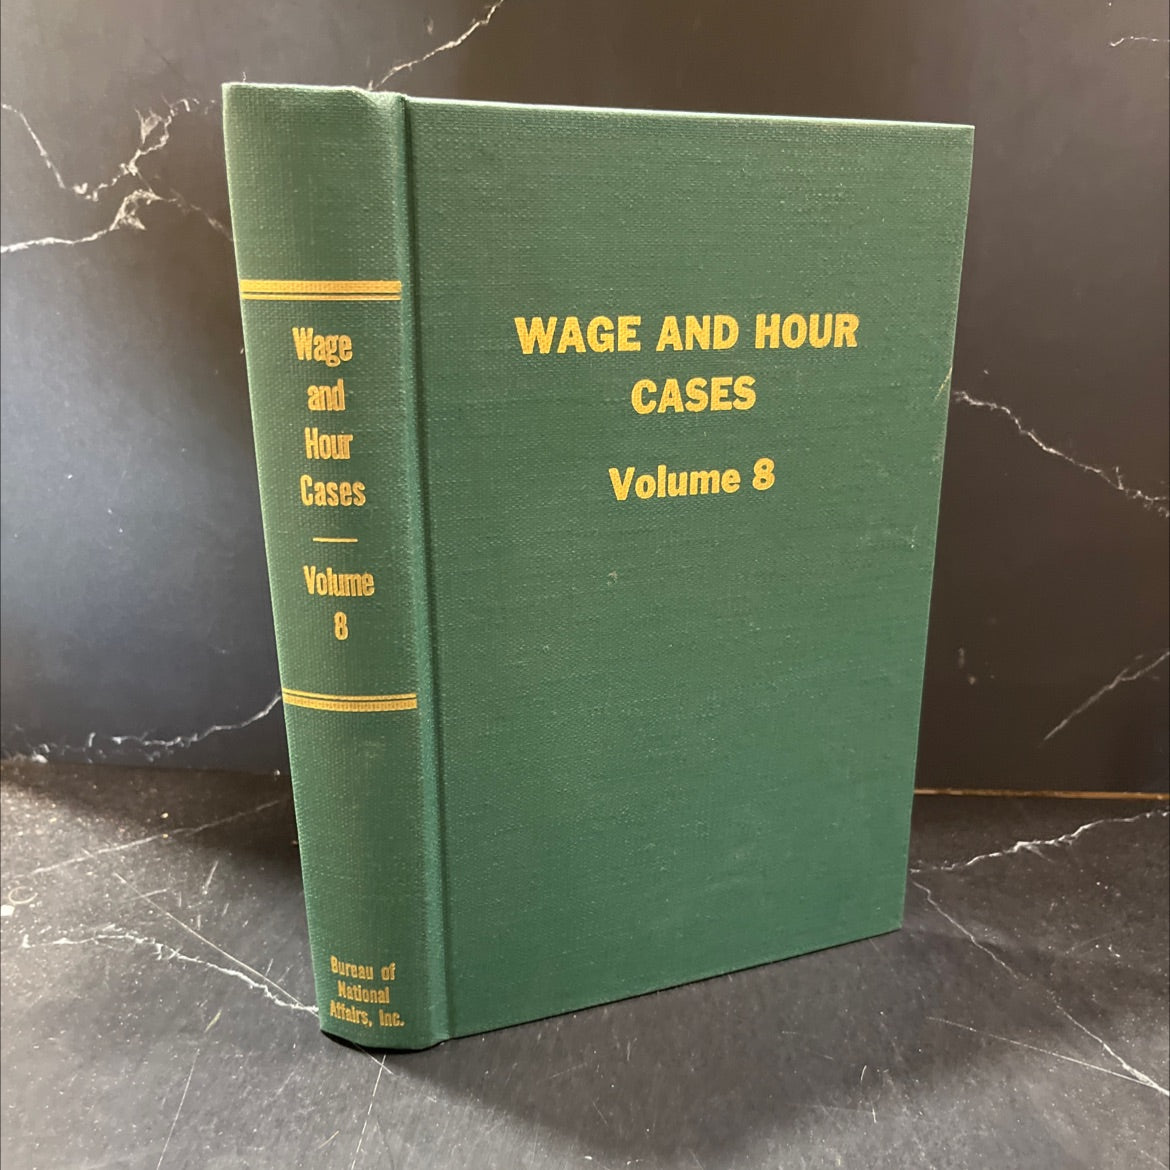 Wage
and
Hour
Cases
Volume
8
Bureau of
National
Affairs, Inc.
WAGE AND HOUR
CASES
Volume 8